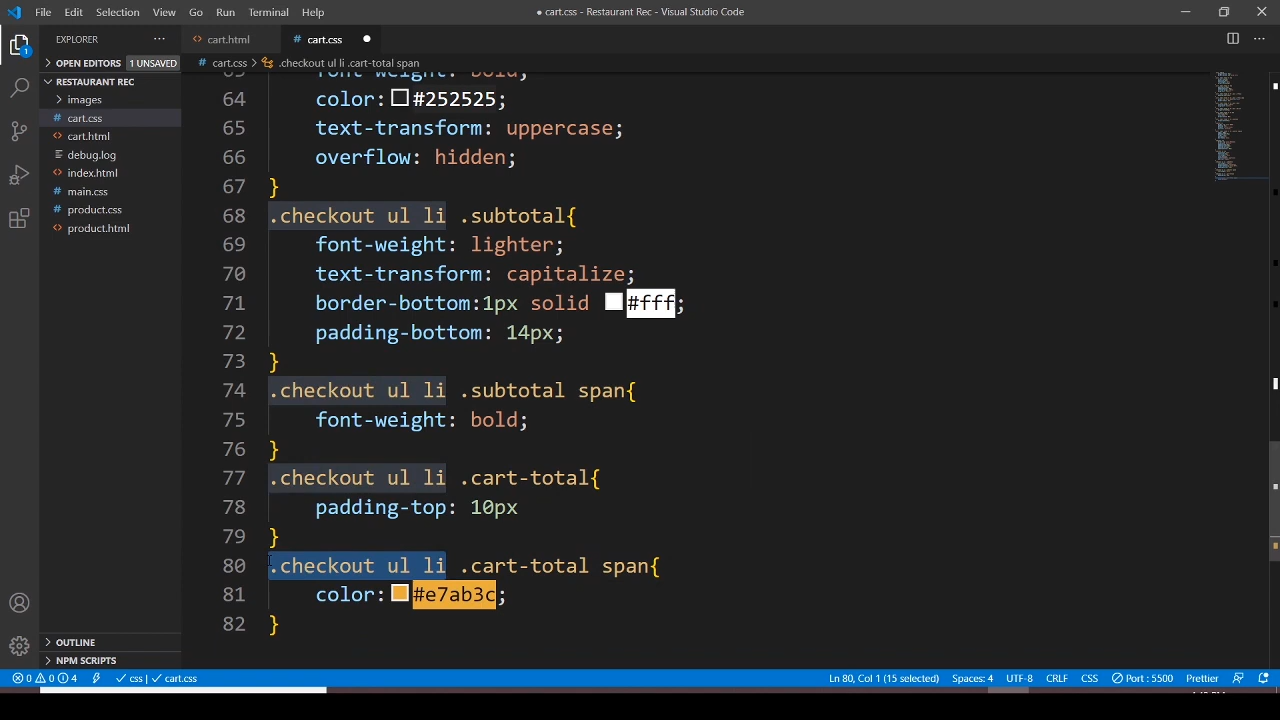 File Edit Selection View Go Run Terminal Help
● cart.css - Restaurant Rec - Visual Studio Code
EXPLORER
cart.html
cart.css
OPEN EDITORS 1 UNSAVED
cart.css > .checkout ul li .cart-total span
1
RESTAURANT REC
images
cart.css
cart.html
debug.log
index.html
main.css
product.css
product.html
64 color: #252525;
65 text-transform: uppercase;
66 overflow: hidden;
67 }
68 .checkout ul li .subtotal{
69 font-weight: lighter;
70 text-transform: capitalize;
71 border-bottom:1px solid #fff;
72 padding-bottom: 14px;
73 }
74 .checkout ul li .subtotal span{
75 font-weight: bold;
76 }
77 .checkout ul li .cart-total{
78 padding-top: 10px
79 }
80 .checkout ul li .cart-total span{
81 color: #e7ab3c;
82 }
OUTLINE
NPM SCRIPTS
0 0 4 css | cart.css
Ln 80, Col 1 (15 selected) Spaces: 4 UTF-8 CRLF CSS Port : 5500 Prettier